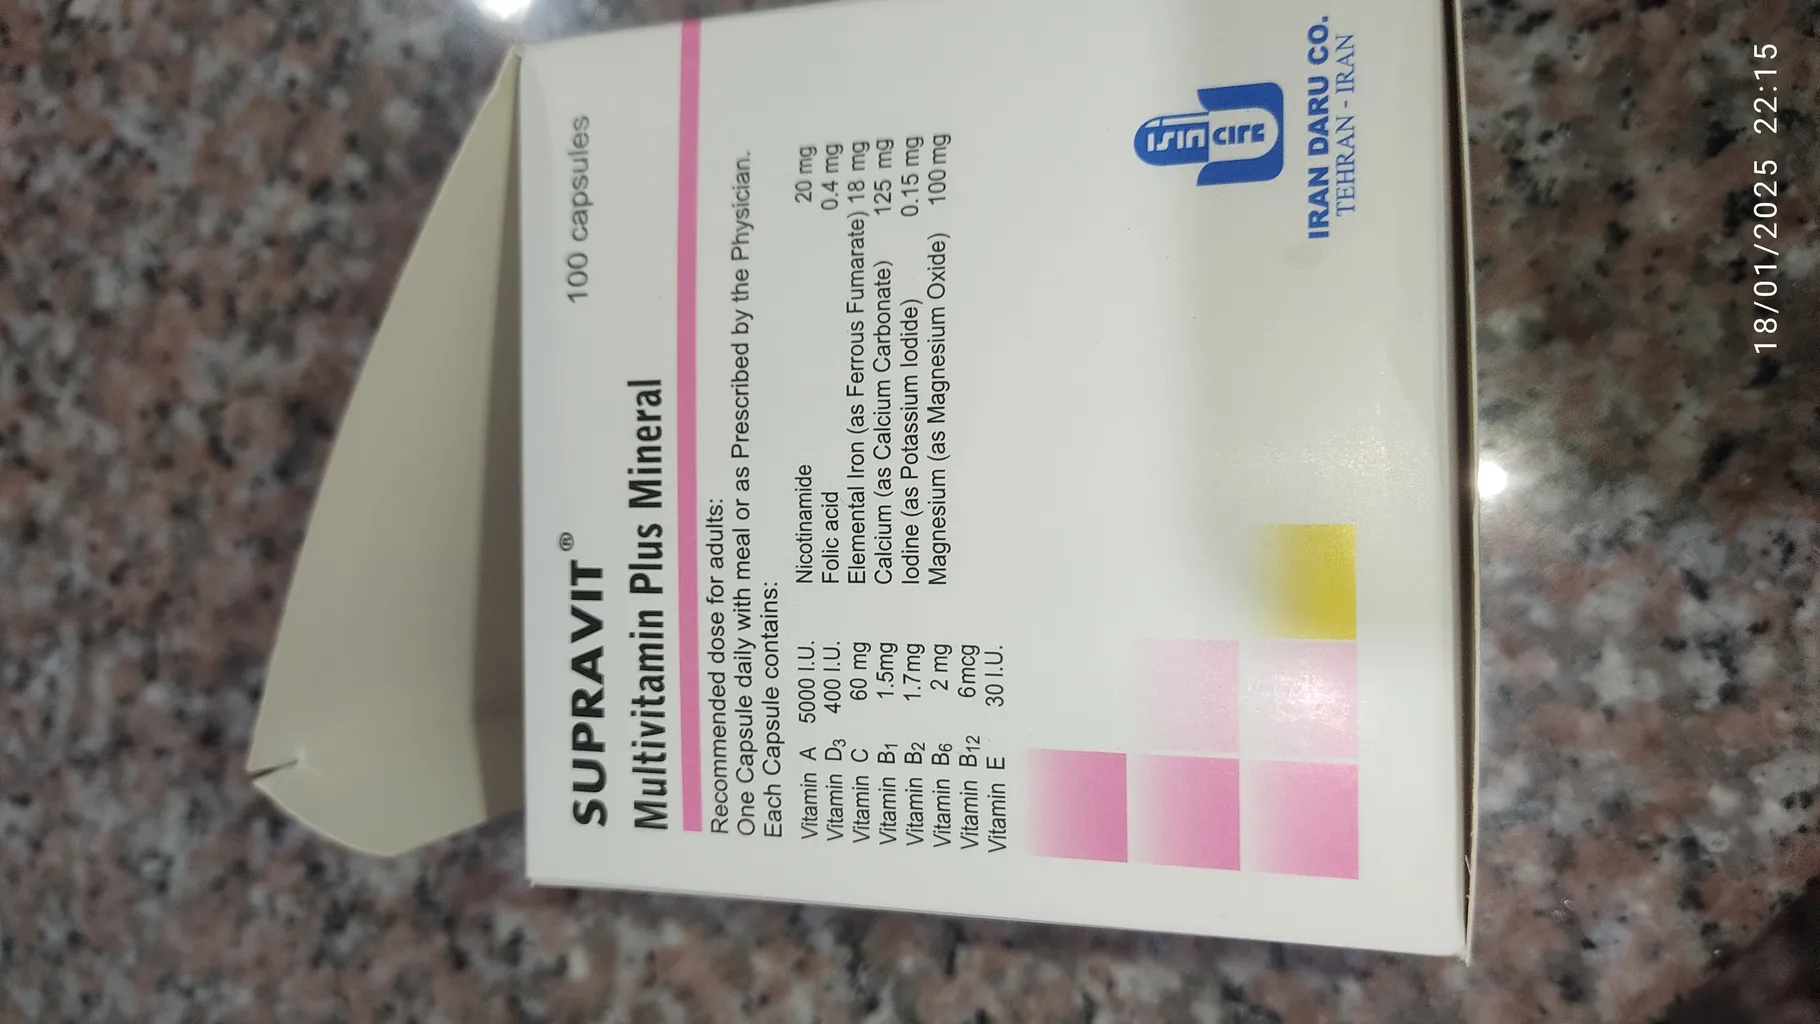 SUPRAVIT®
100 capsules
Multivitamin Plus Mineral
Recommended dose for adults:
One Capsule daily with meal or as Prescribed by the Physician.
Each Capsule contains:
Vitamin A 5000 I.U.
Vitamin D3 400 I.U.
Vitamin C 60 mg
Vitamin B1 1.5mg
Vitamin B2 1.7mg
Vitamin B6 2 mg
Vitamin B12 6mcg
Vitamin E 30 I.U.
Nicotinamide 20 mg
Folic acid 0.4 mg
Elemental Iron (as Ferrous Fumarate) 18 mg
Calcium (as Calcium Carbonate) 125 mg
Iodine (as Potassium Iodide) 0.15 mg
Magnesium (as Magnesium Oxide) 100 mg
IRAN DARU CO.
TEHRAN - IRAN
18/01/2025 22:15